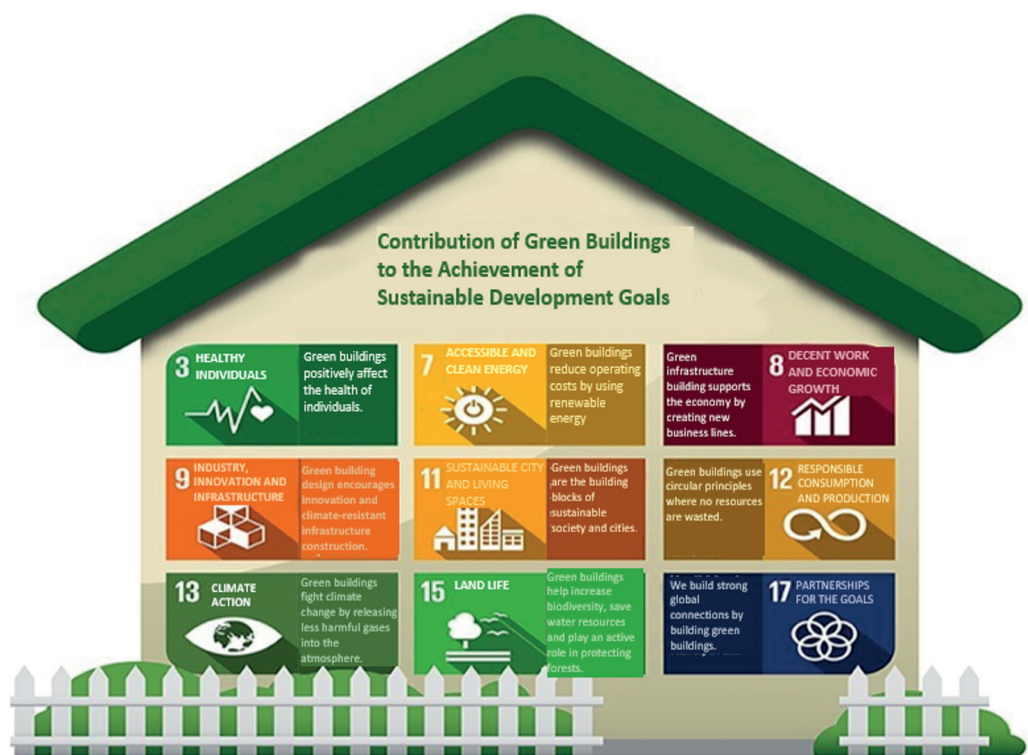 Contribution of Green Buildings
to the Achievement of
Sustainable Development Goals
3
HEALTHY
INDIVIDUALS
Green buildings
positively affect
the health of
individuals.
7
ACCESSIBLE AND
CLEAN ENERGY
Green buildings
reduce operating
costs by using
renewable
energy
Green
infrastructure
building supports
the economy by
creating new
business lines.
8
DECENT WORK
AND ECONOMIC
GROWTH
9
INDUSTRY,
INNOVATION AND
INFRASTRUCTURE
Green building
design encourages
innovation and
climate-resistant
infrastructure
construction.
11
SUSTAINABLE CITY
AND LIVING
SPACES
Green buildings
are the building
blocks of
sustainable
society and cities.
Green buildings use
circular principles
where no resources
are wasted.
12
RESPONSIBLE
CONSUMPTION
AND PRODUCTION
13
CLIMATE
ACTION
Green buildings
fight climate
change by releasing
less harmful gases
into the
atmosphere.
15
LAND LIFE
Green buildings
help increase
biodiversity, save
water resources
and play an active
role in protecting
forests.
We build strong
global
connections by
building green
buildings.
17
PARTNERSHIPS
FOR THE GOALS